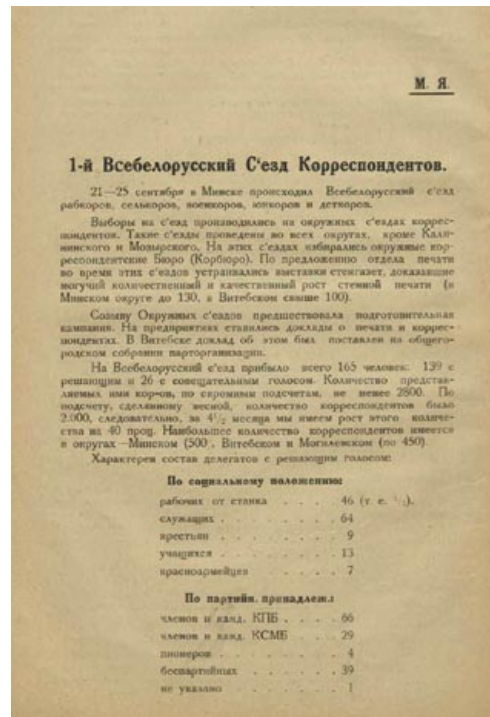 М. Я.
1-й Всебелорусский С‘езд Корреспондентов.
21—25 сентября в Минске происходил Всебелорусский с‘езд
рабкоров, селькоров, военкоров, юнкоров и деткоров.
Выборы на с‘езд производились на окружных с‘ездах коррес-
пондентов. Такие с‘езды проведены во всех округах, кроме Кали-
нинского и Мозырского. На этих с‘ездах избирались окружные кор-
респондентские Бюро (Корбюро). По предложению отдела печати
во время этих с‘ездов устраивались выставки стенгазет, доказавшие
могучий количественный и качественный рост стенной печати (в
Минском округе до 130, в Витебском свыше 100).
Созыву Окружных с‘ездов предшествовала подготовительная
кампания. На предприятиях ставились доклады о печати и коррес-
пондентах. В Витебске доклад об этом был поставлен на общего-
родском собрании парторганизации.
На Всебелорусский с‘езд прибыло всего 165 человек: 139 с
решающим и 26 с совещательным голосом. Количество представ-
ляемых ими кор-ов, по скромным подсчетам, не менее 2800. По
подсчету, сделанному весной, количество корреспондентов было
2.000, следовательно, за 4½ месяца мы имеем рост этого количе-
ства на 40 проц. Наибольшее количество корреспондентов имеется
в округах—Минском (500), Витебском и Могилевском (по 450).
Характерен состав делегатов с решающим голосом:
По социальному положению:
рабочих от станка . . . 46 (т. е. ).
служащих . . . . . . . 64
крестьян . . . . . . . 9
учащихся . . . . . . . 13
красноармейцев . . . . 7
По партийн. принадлеж.:
членов и канд. КПБ . . . . 66
членов и канд. КСМБ . . . 29
пионеров . . . . . . . 4
беспартийных . . . . . 39
не указано . . . . . . 1